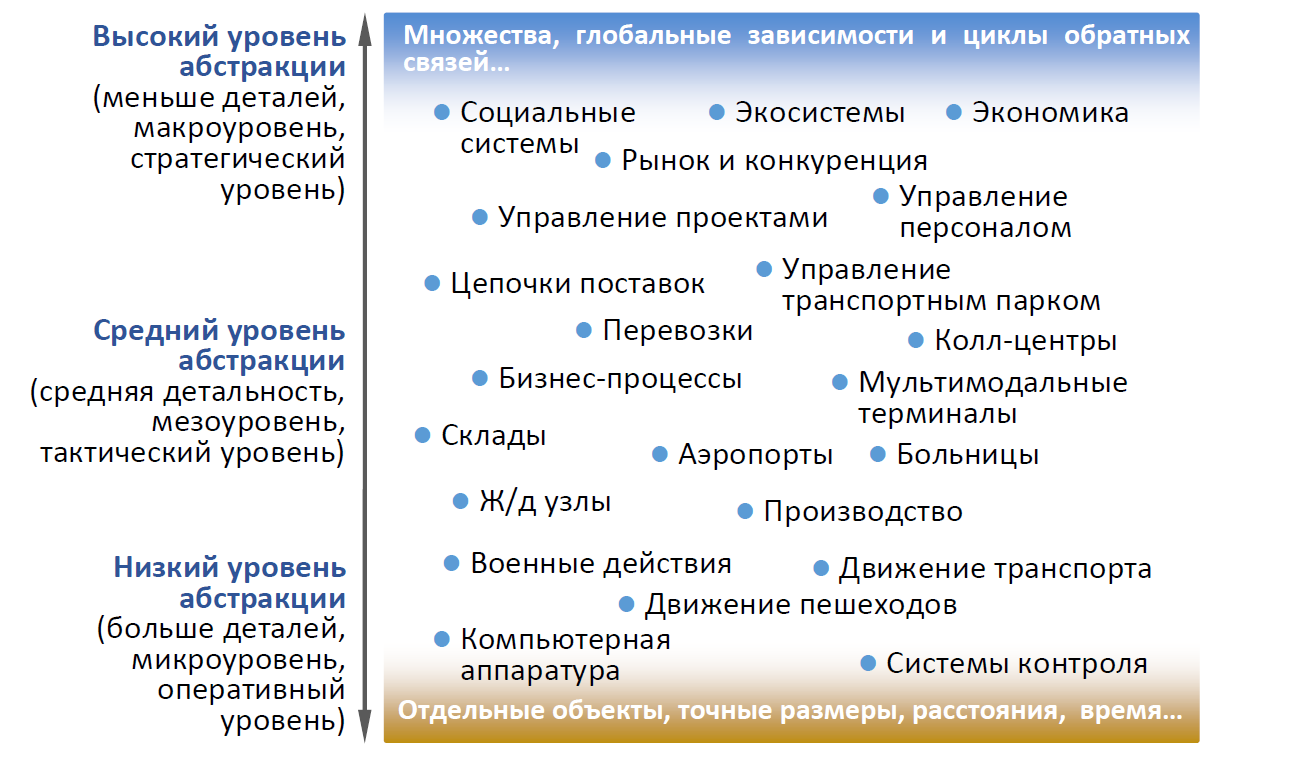 Высокий уровень
абстракции
(меньше деталей,
макроуровень,
стратегический
уровень)
Средний уровень
абстракции
(средняя детальность,
мезоуровень,
тактический уровень)
Низкий уровень
абстракции
(больше деталей,
микроуровень,
оперативный
уровень)
Множества, глобальные зависимости и циклы обратных
связей...
Социальные
системы
Экосистемы
Экономика
Рынок и конкуренция
Управление
персоналом
Управление проектами
Управление
транспортным парком
Цепочки поставок
Перевозки
Колл-центры
Бизнес-процессы
Мультимодальные
терминалы
Склады
Аэропорты
Больницы
Ж/д узлы
Производство
Военные действия
Движение транспорта
Движение пешеходов
Компьютерная
аппаратура
Системы контроля
Отдельные объекты, точные размеры, расстояния, время...